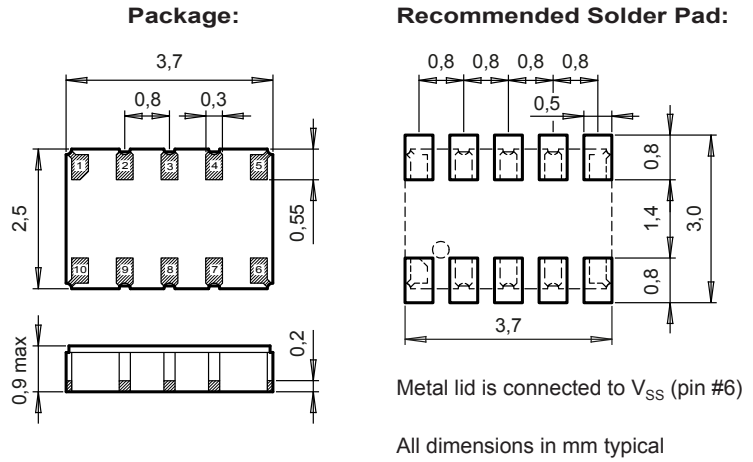 Package:
3,7
0,8 0,3
1 2 3 4 5
2,5
0,55
10 9 8 7 6
0,9 max
0,2
Recommended Solder Pad:
0,8 0,8 0,8 0,8
0,5
0,8
1,4
3,0
0,8
3,7
Metal lid is connected to VSS (pin #6)
All dimensions in mm typical